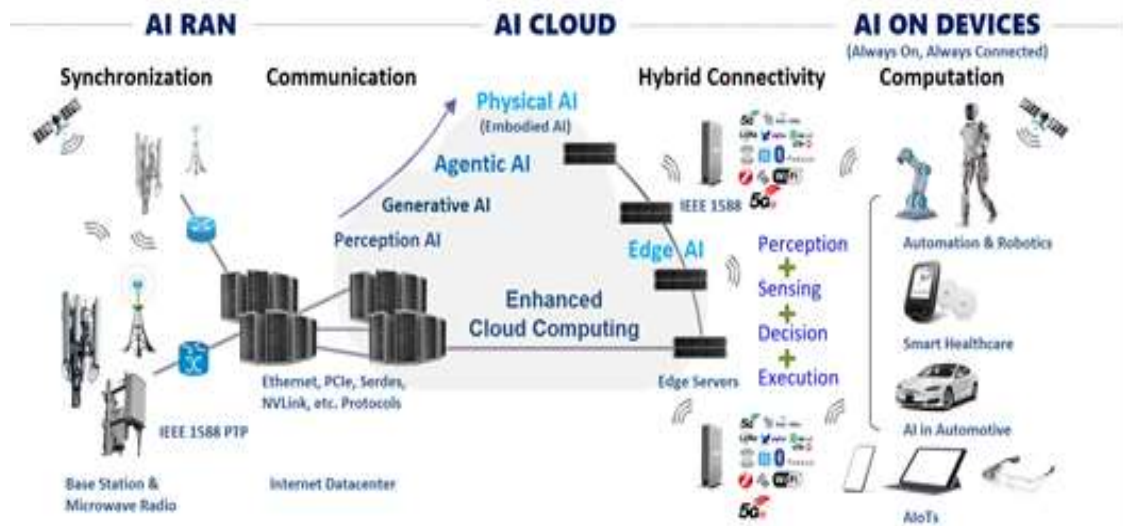 AI RAN
AI CLOUD
AI ON DEVICES
(Always On, Always Connected)
Synchronization
Communication
Hybrid Connectivity
Computation
Physical AI
(Embodied AI)
Agentic AI
Generative AI
Perception AI
IEEE 1588
5G
Edge AI
Perception
+
Sensing
+
Decision
+
Execution
Automation & Robotics
Enhanced
Cloud Computing
Smart Healthcare
Edge Servers
Ethernet, PCIe, Serdes,
NVLink, etc. Protocols
IEEE 1588 PTP
AI in Automotive
Base Station &
Microwave Radio
Internet Datacenter
5G
AIoTs